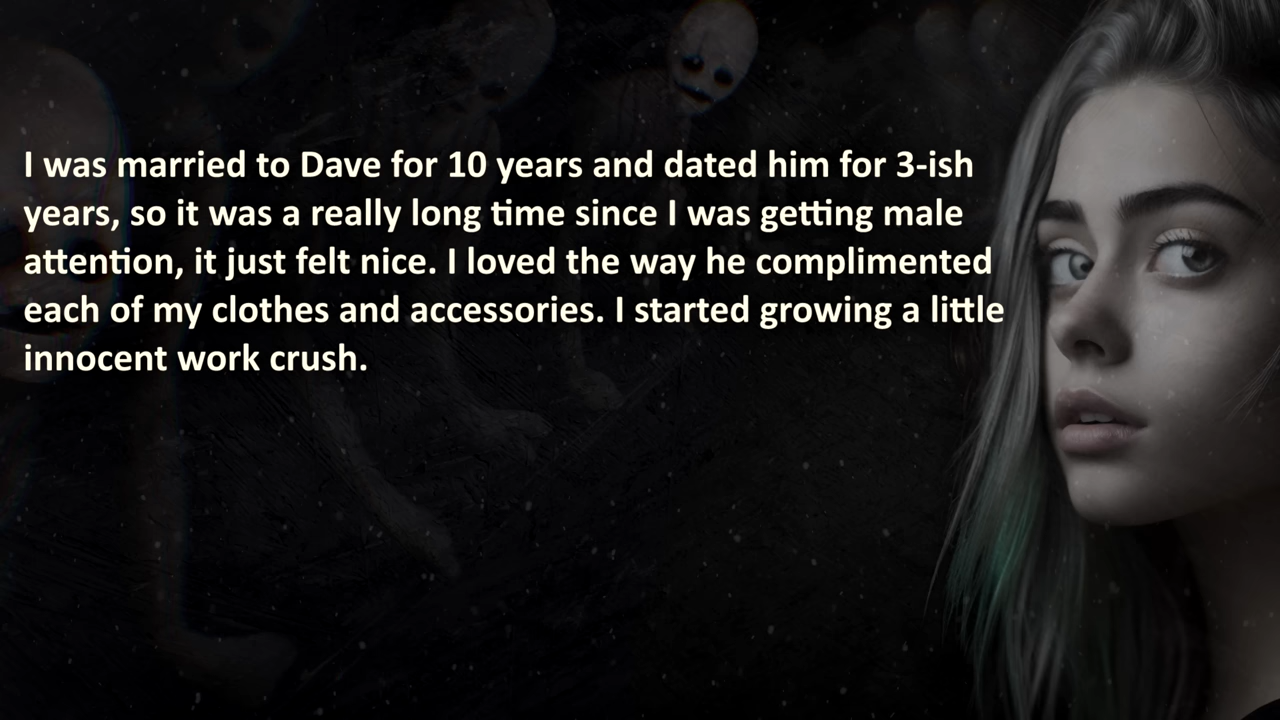 I was married to Dave for 10 years and dated him for 3-ish
years, so it was a really long time since I was getting male
attention, it just felt nice. I loved the way he complimented
each of my clothes and accessories. I started growing a little
innocent work crush.